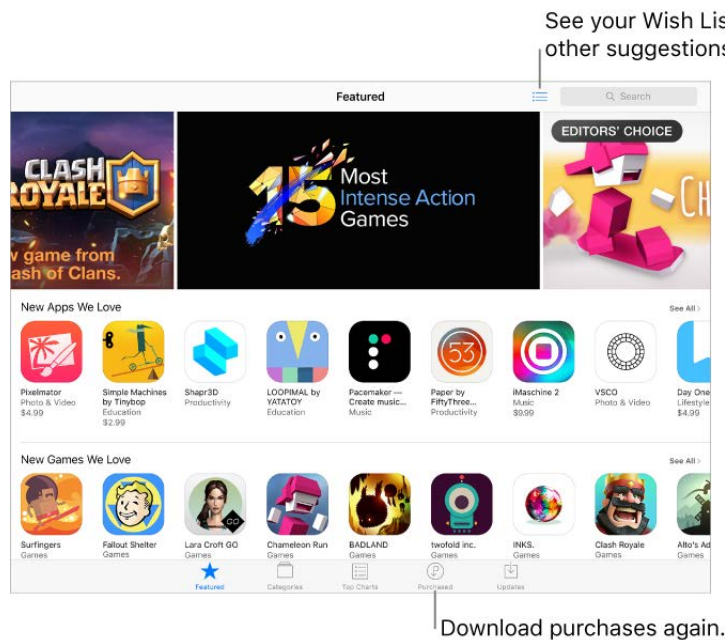 See your Wish Lis
other suggestions
Featured
Search
CLASH
ROYALE
game from
ash of Clans.
15 Most
Intense Action
Games
EDITORS' CHOICE
CH
New Apps We Love
See All >
Pixelmator
Photo & Video
$4.99
Simple Machines
by Tinybop
Education
$2.99
Shapr3D
Productivity
LOOPIMAL by
YATATOY
Education
Pacemaker —
Create music...
Music
53
Paper by
FiftyThree...
Productivity
iMaschine 2
Music
$9.99
VSCO
Photo & Video
Day One
Lifestyle
$4.99
New Games We Love
See All >
Surfingers
Games
Fallout Shelter
Games
GO
Lara Croft GO
Games
Chameleon Run
Games
BADLAND
Games
twofold inc.
Games
INKS.
Games
Clash Royale
Games
Alto's Ad
Games
Featured
Categories
Top Charts
Purchased
Updates
Download purchases again.